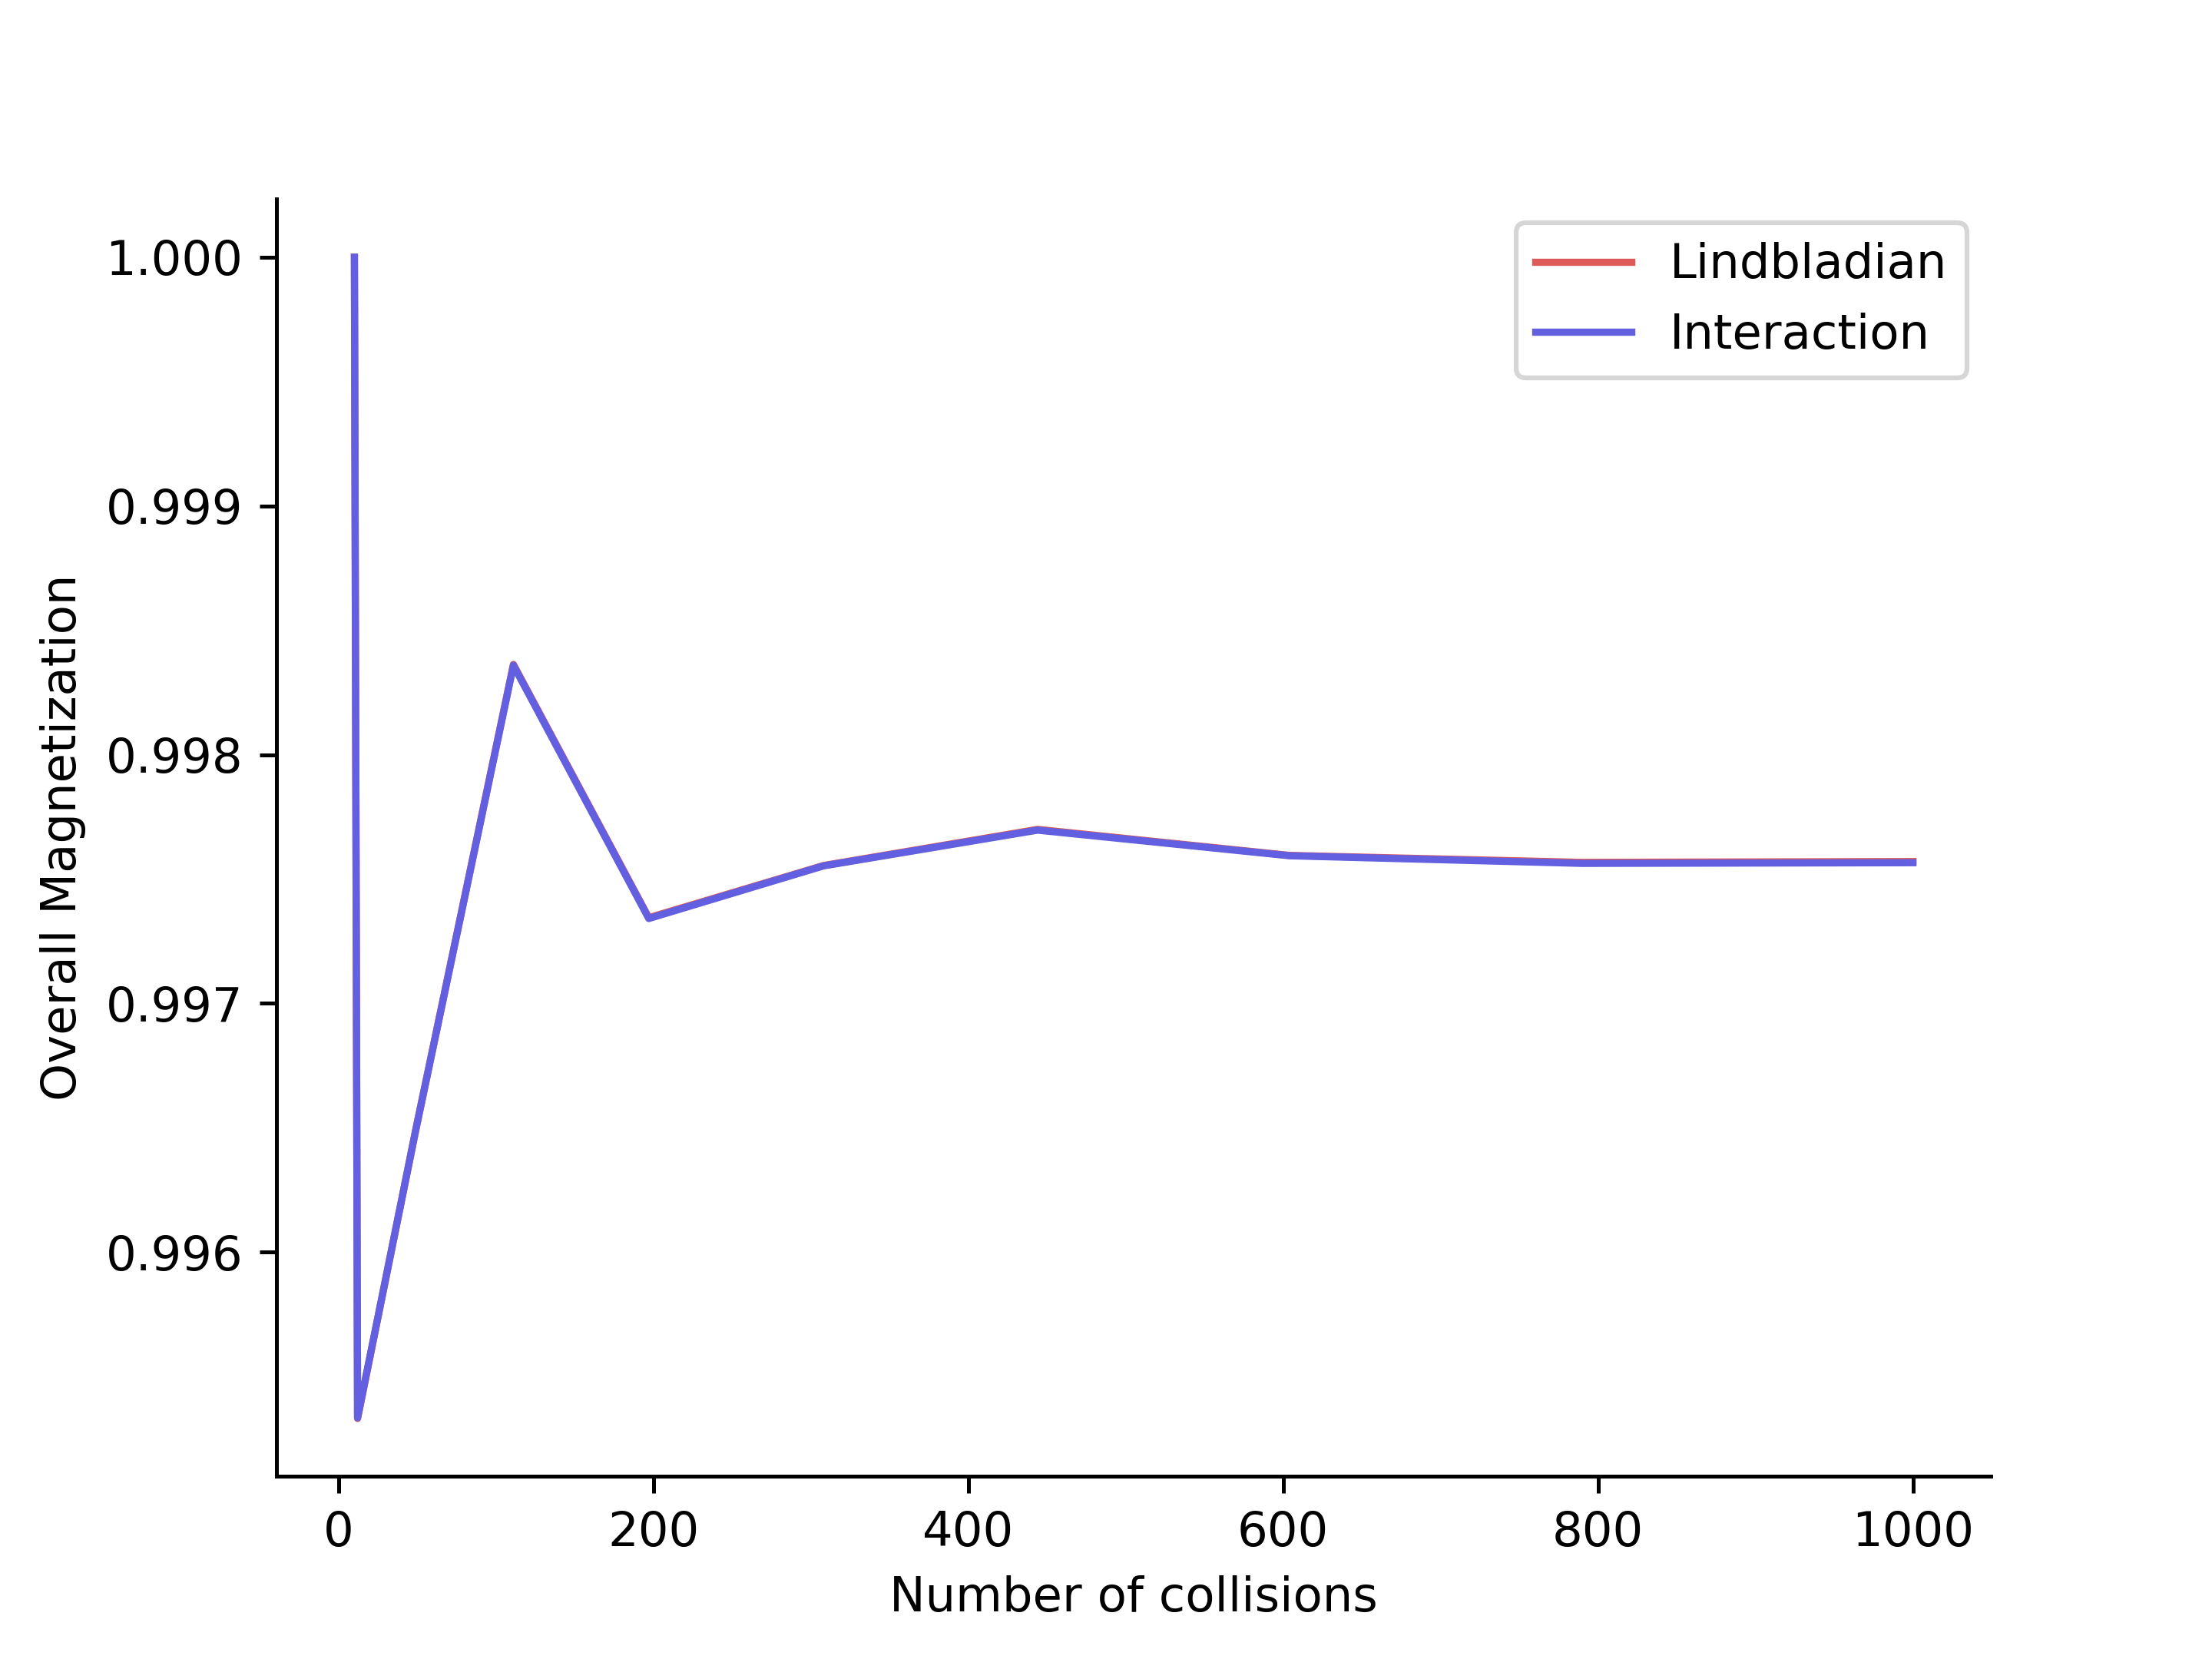 Lindbladian
Interaction
1.000
0.999
0.998
0.997
0.996
Overall Magnetization
0 200 400 600 800 1000
Number of collisions